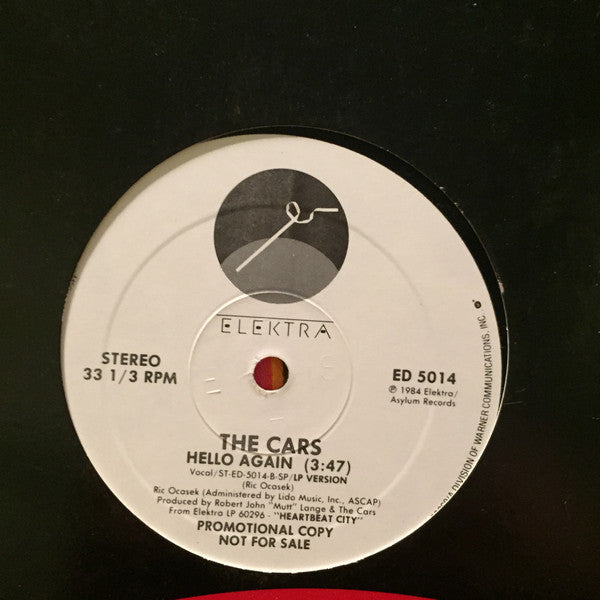 ELEKTRA
STEREO
33 1/3 RPM
ED 5014
℗ 1984 Elektra/
Asylum Records
THE CARS
HELLO AGAIN (3:47)
Vocal/ST-ED-5014-B-SP/LP VERSION
(Ric Ocasek)
Ric Ocasek (Administered by Lido Music, Inc., ASCAP)
Produced by Robert John "Mutt" Lange & The Cars
From Elektra LP 60296 - "HEARTBEAT CITY"
PROMOTIONAL COPY
NOT FOR SALE
DIVISION OF WARNER COMMUNICATIONS, INC.